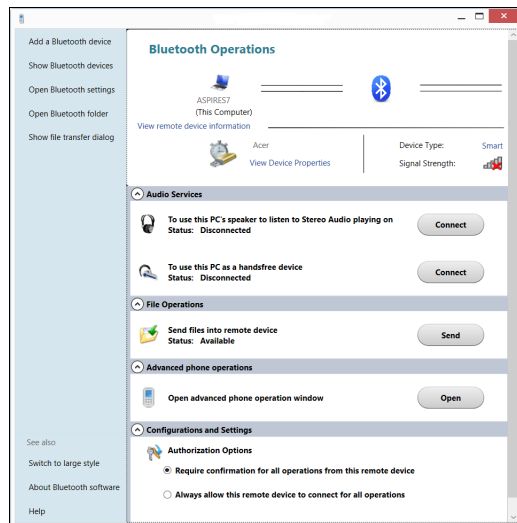 Add a Bluetooth device
Show Bluetooth devices
Open Bluetooth settings
Open Bluetooth folder
Show file transfer dialog
See also
Switch to large style
About Bluetooth software
Help
Bluetooth Operations
ASPIRES7
(This Computer)
View remote device information
Acer
View Device Properties
Device Type: Smart
Signal Strength:
Audio Services
To use this PC's speaker to listen to Stereo Audio playing on
Status: Disconnected
Connect
To use this PC as a handsfree device
Status: Disconnected
Connect
File Operations
Send files into remote device
Status: Available
Send
Advanced phone operations
Open advanced phone operation window
Open
Configurations and Settings
Authorization Options
Require confirmation for all operations from this remote device
Always allow this remote device to connect for all operations